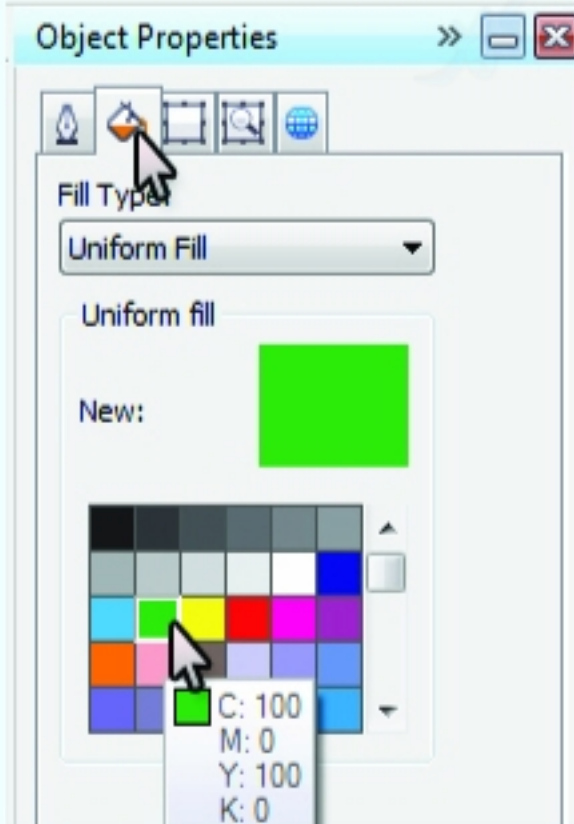 Object Properties
Fill Type:
Uniform Fill
Uniform fill
New:
C: 100
M: 0
Y: 100
K: 0